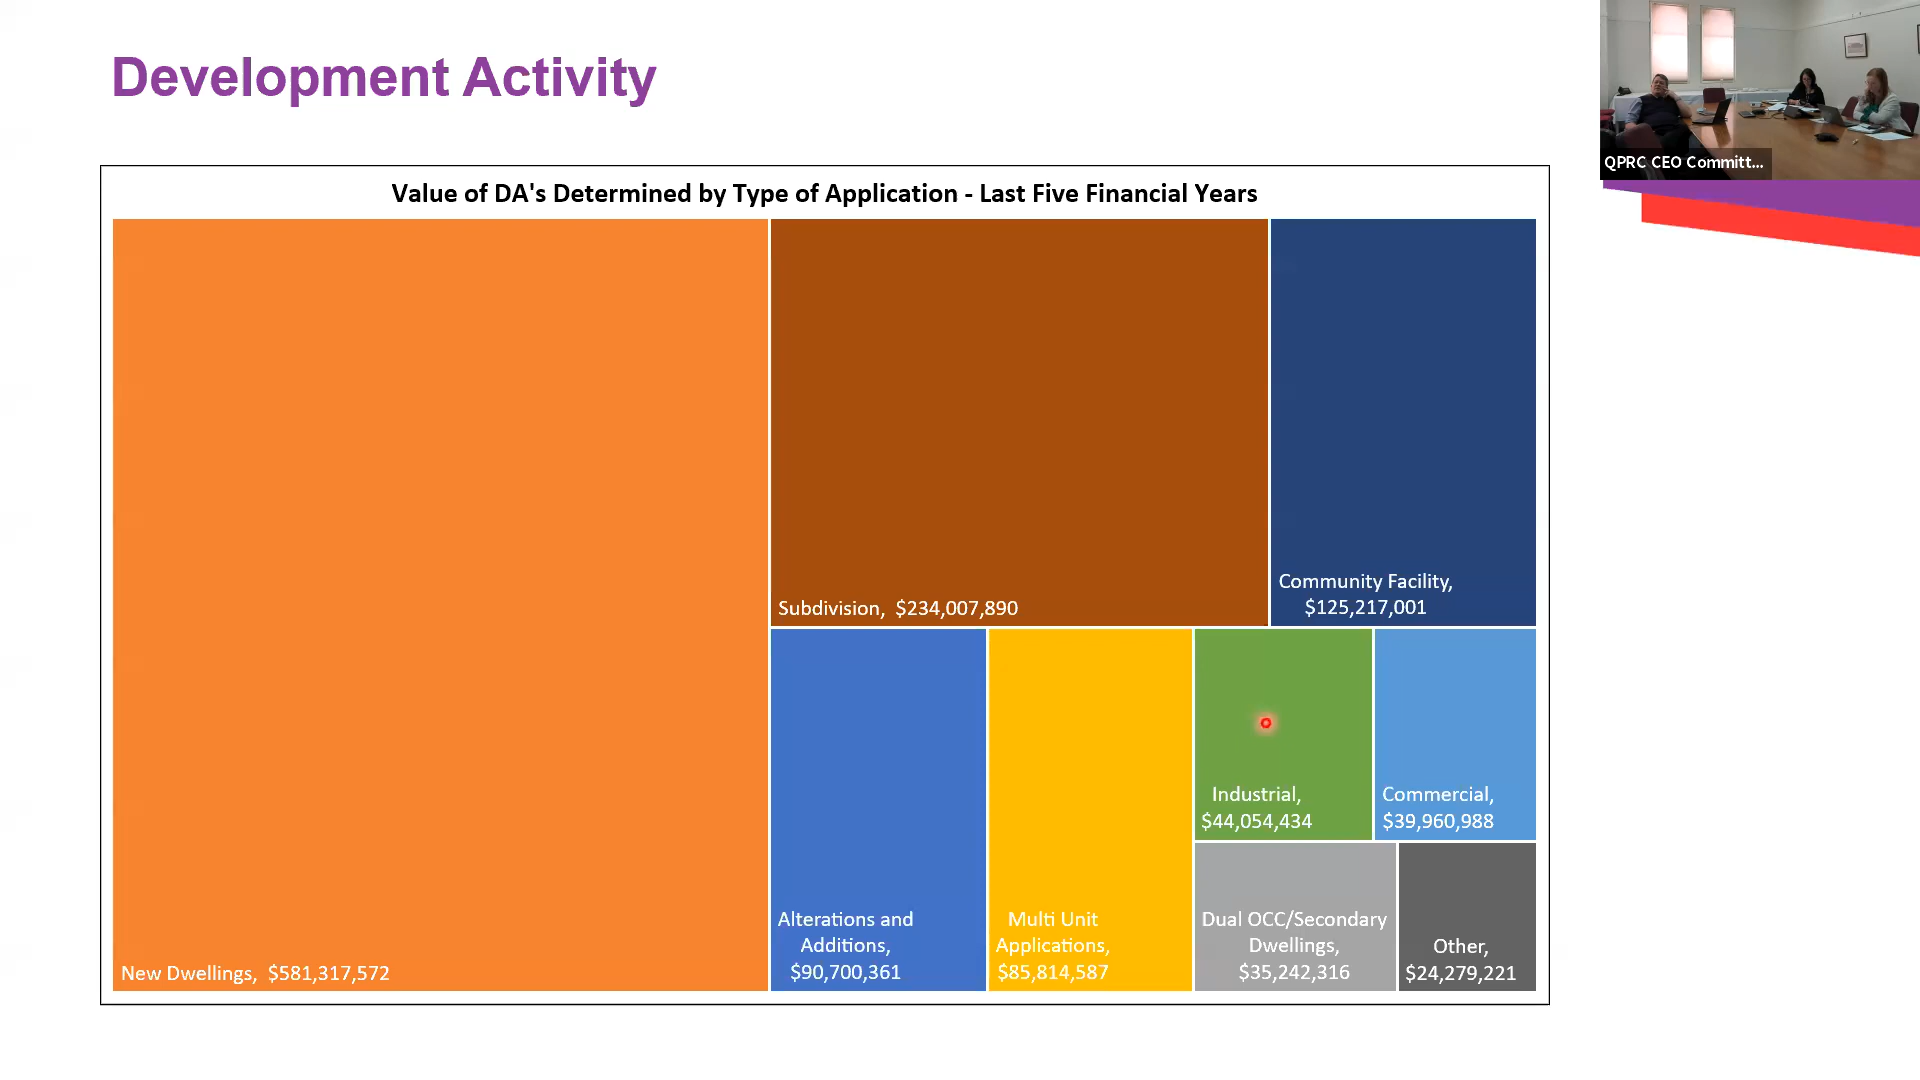 Development Activity
QPRC CEO Committ...
Value of DA's Determined by Type of Application - Last Five Financial Years
New Dwellings, $581,317,572
Subdivision, $234,007,890
Community Facility,
$125,217,001
Alterations and
Additions,
$90,700,361
Multi Unit
Applications,
$85,814,587
Industrial,
$44,054,434
Commercial,
$39,960,988
Dual OCC/Secondary
Dwellings,
$35,242,316
Other,
$24,279,221